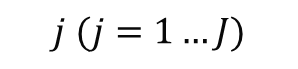 j (j = 1 … J)